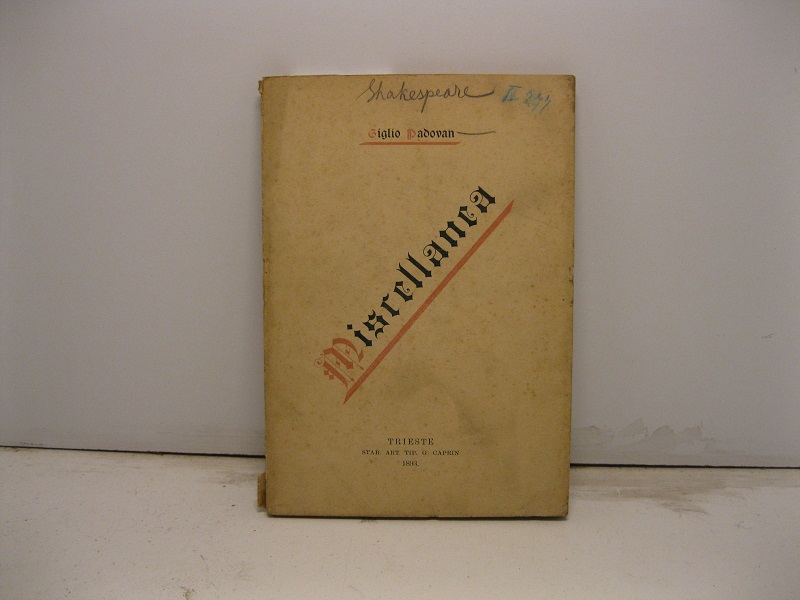 Shakespeare
Giglio Padovan
Miscellanea
TRIESTE
STAB. ART. TIP. G. CAPRIN